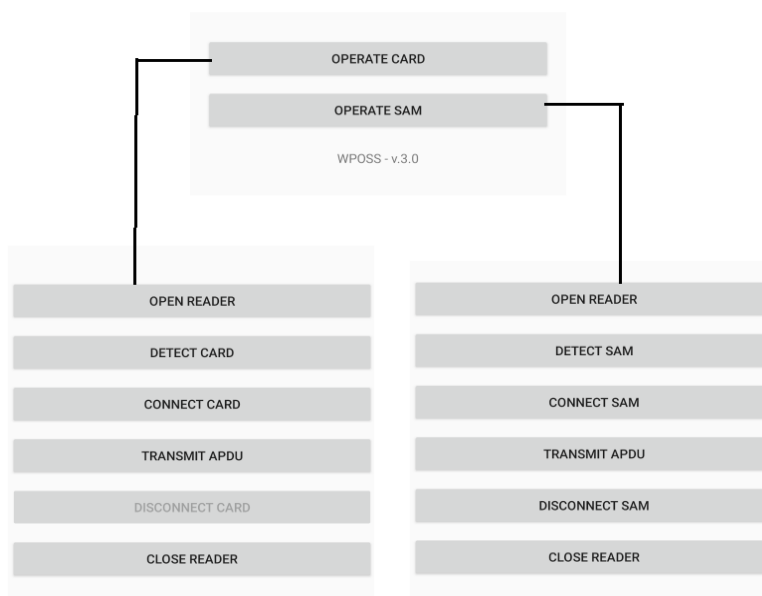 OPERATE CARD
OPERATE SAM
WPOSS - v.3.0
OPEN READER
DETECT CARD
CONNECT CARD
TRANSMIT APDU
DISCONNECT CARD
CLOSE READER
OPEN READER
DETECT SAM
CONNECT SAM
TRANSMIT APDU
DISCONNECT SAM
CLOSE READER